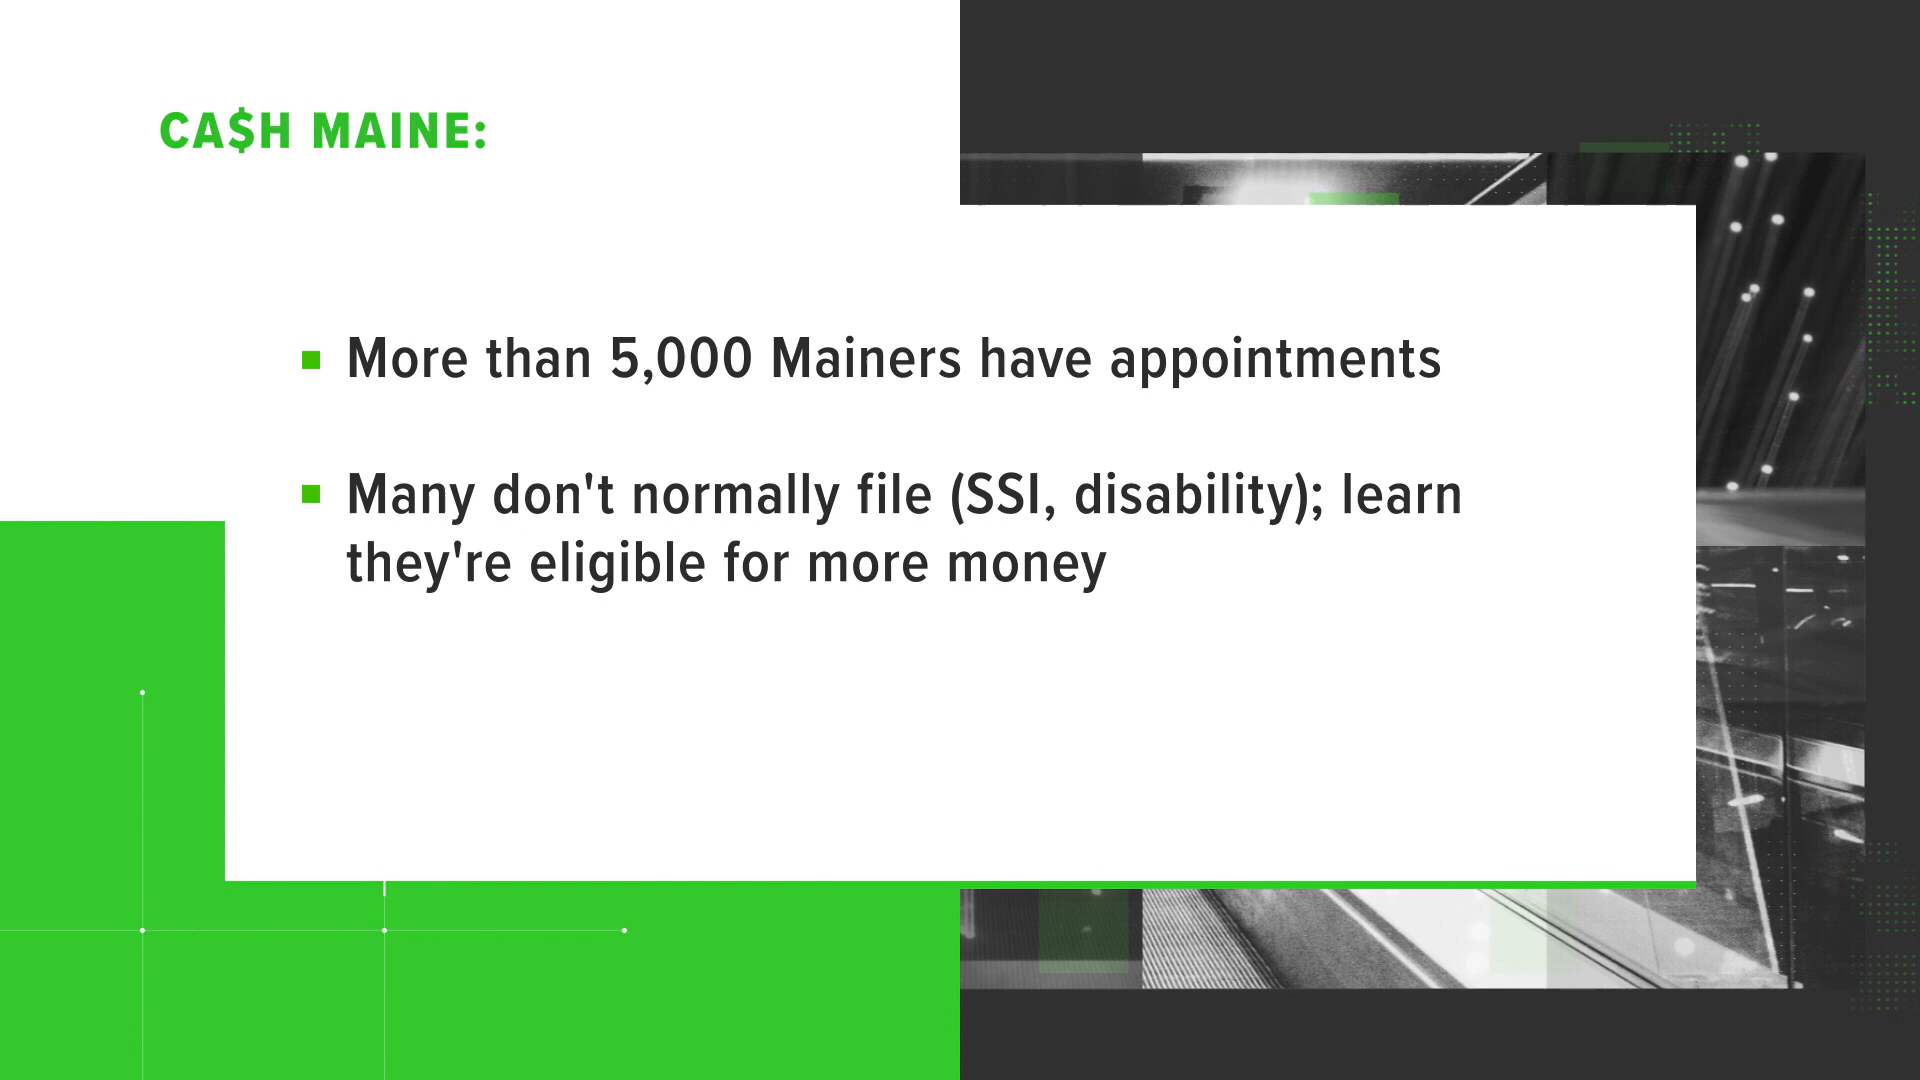 CA$H MAINE:
More than 5,000 Mainers have appointments
Many don't normally file (SSI, disability); learn
they're eligible for more money